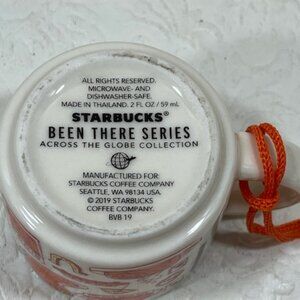 ALL RIGHTS RESERVED.
MICROWAVE- AND
DISHWASHER-SAFE.
MADE IN THAILAND. 2 FL OZ / 59 mL
STARBUCKS®
BEEN THERE SERIES
ACROSS THE GLOBE COLLECTION
MANUFACTURED FOR
STARBUCKS COFFEE COMPANY
SEATTLE, WA 98134 USA.
© 2019 STARBUCKS
COFFEE COMPANY.
BVB 19